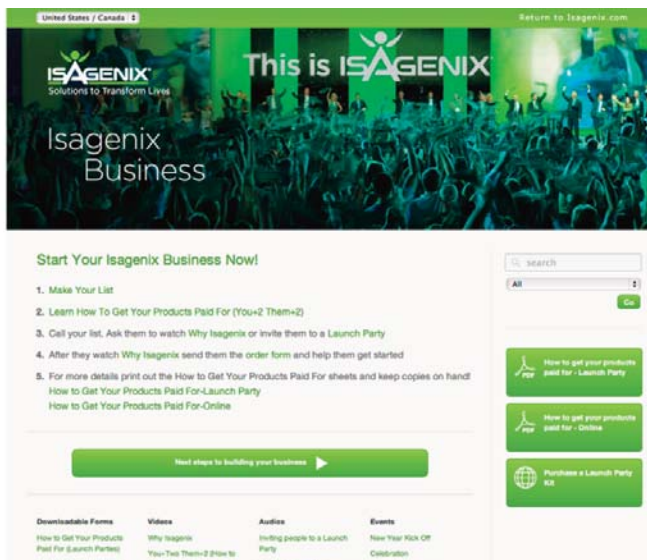 United States / Canada
Return to Isagenix.com
ISAGENIX
Solutions to Transform Lives
This is ISAGENIX
Isagenix
Business
Start Your Isagenix Business Now!
1. Make Your List
2. Learn How To Get Your Products Paid For (You+2 Them+2)
3. Call your list, Ask them to watch Why Isagenix or invite them to a Launch Party
4. After they watch Why Isagenix send them the order form and help them get started
5. For more details print out the How to Get Your Products Paid For sheets and keep copies on hand!
How to Get Your Products Paid For-Launch Party
How to Get Your Products Paid For-Online
Next steps to building your business
search
All
Go
PDF
How to get your products
paid for - Launch Party
PDF
How to get your products
paid for - Online
Purchase a Launch Party
Kit
Downloadable Forms
How to Get Your Products
Paid For (Launch Parties)
Videos
Why Isagenix
You+Two Them+2 (How to
Audios
Inviting people to a Launch
Party
Events
New Year Kick Off
Celebration